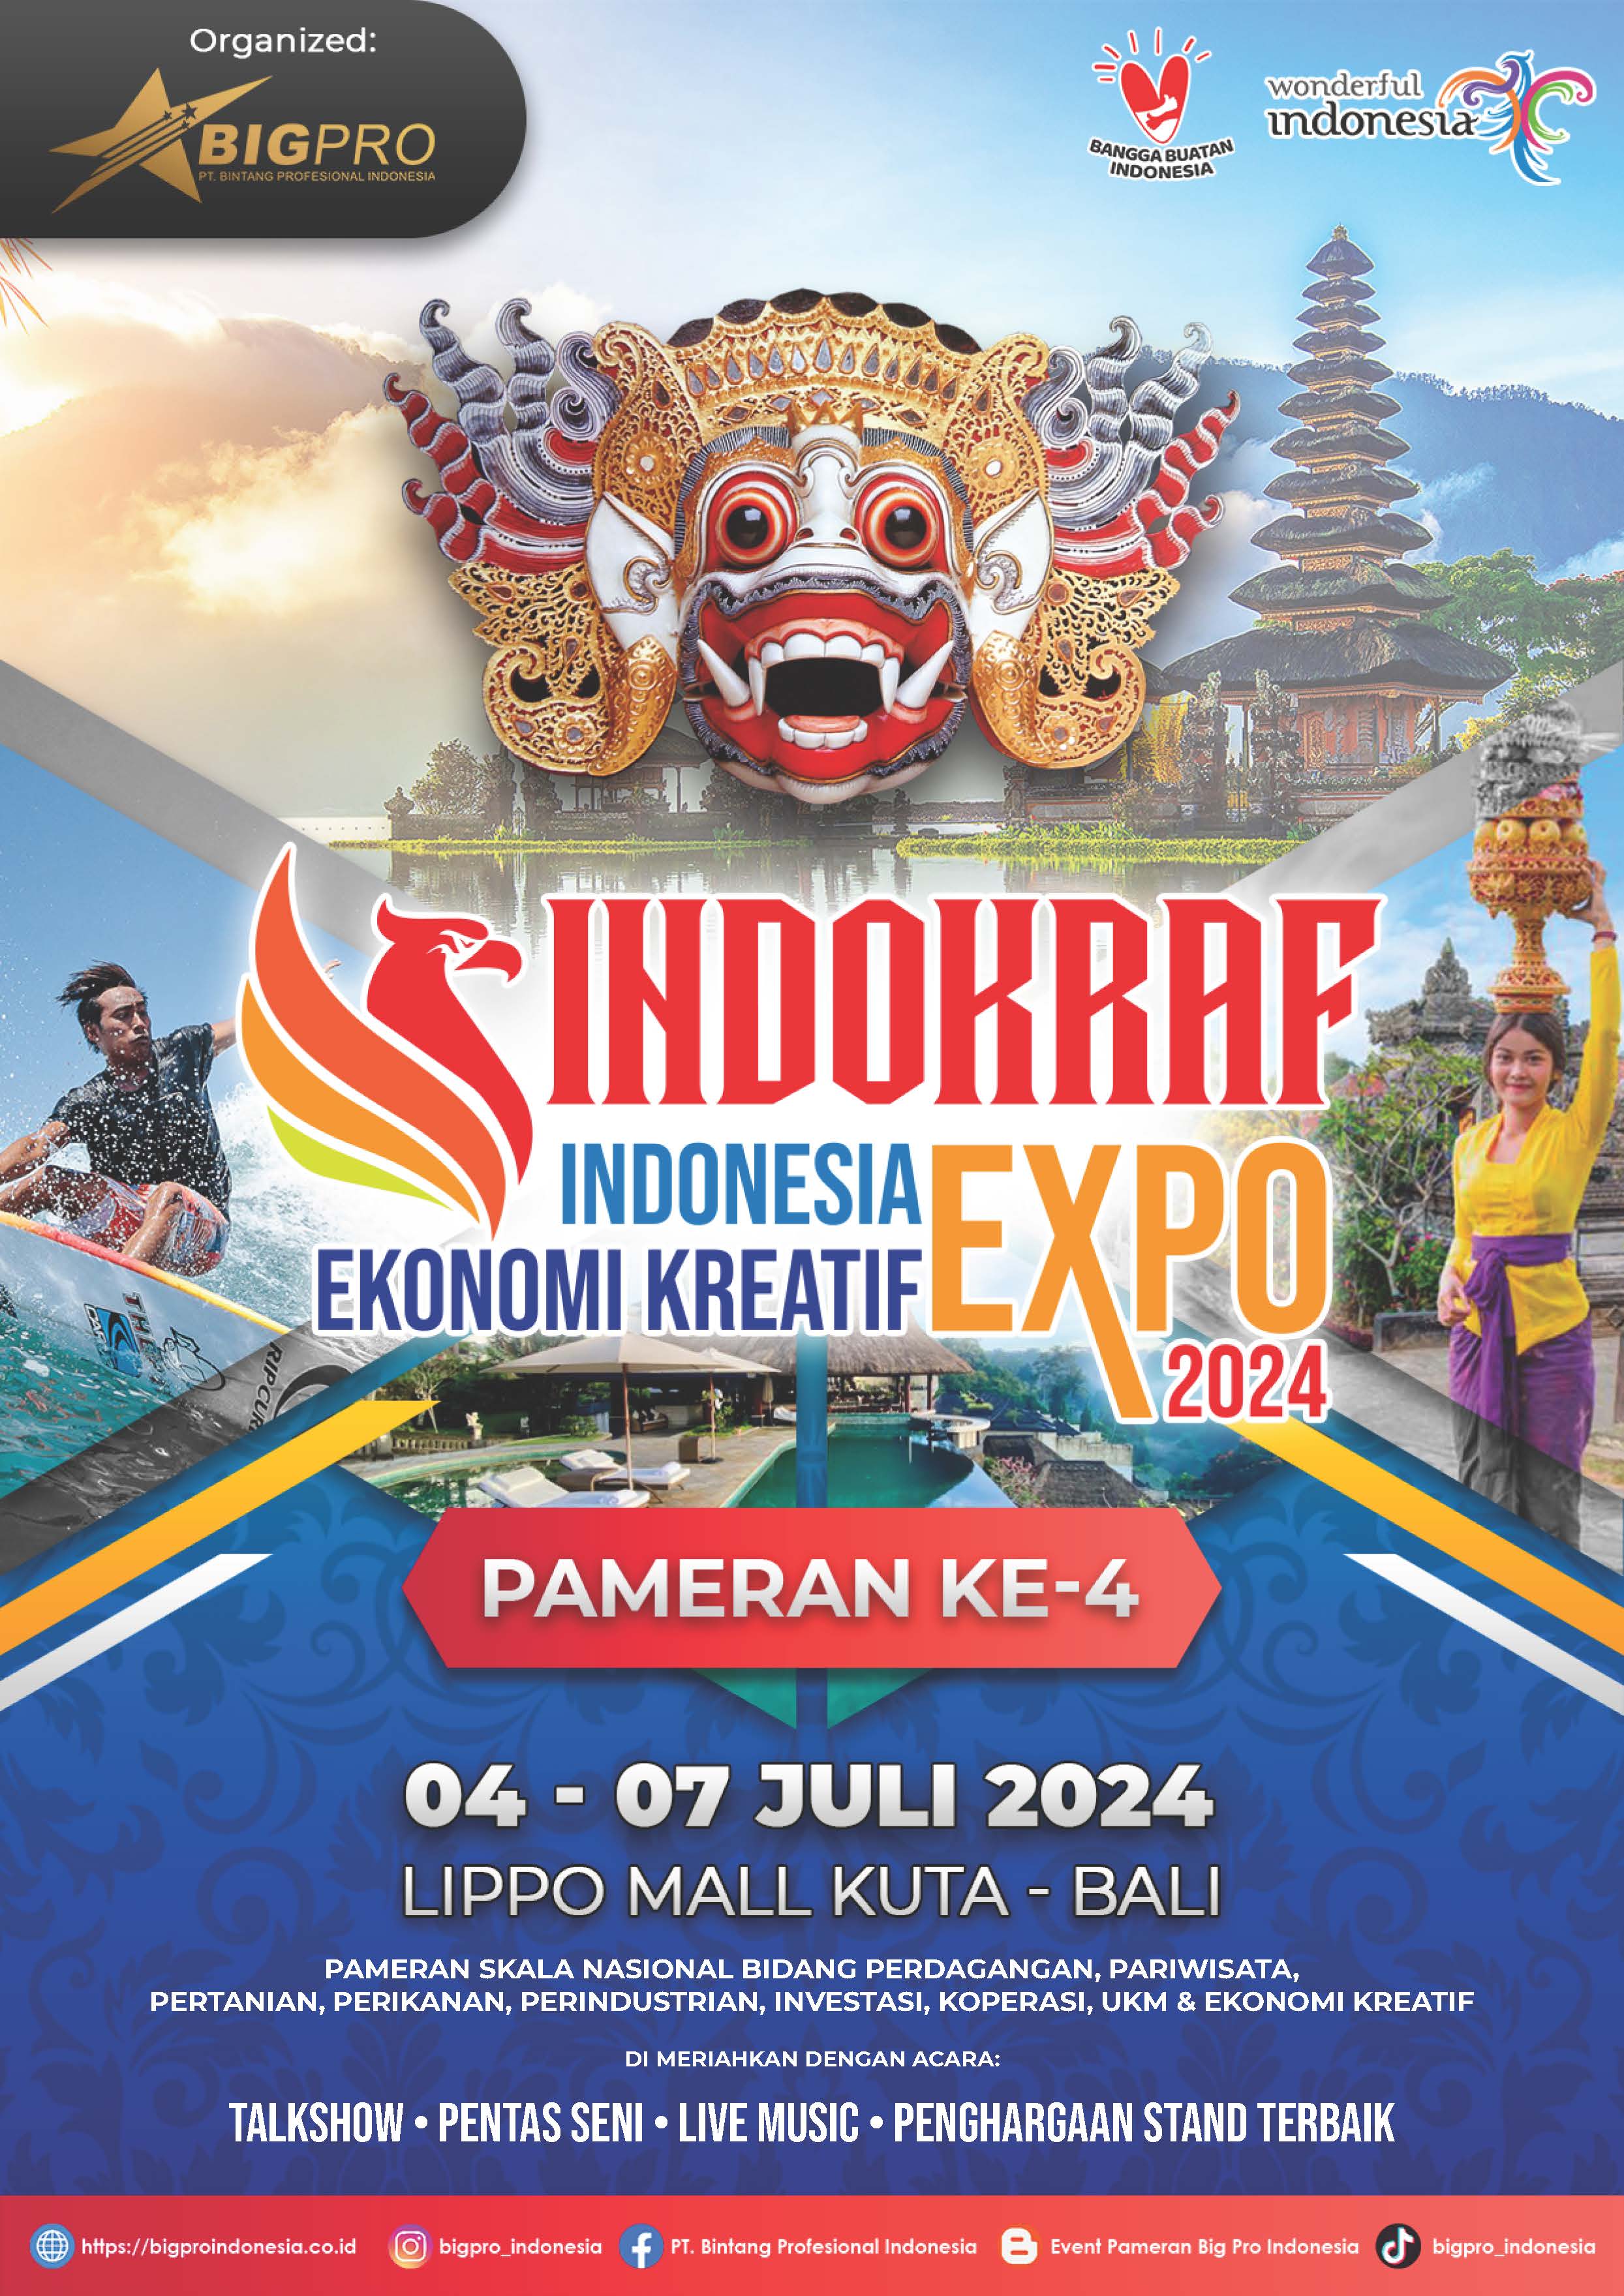 Organized:
BIGPRO
PT. BINTANG PROFESIONAL INDONESIA
BANGGA BUATAN
INDONESIA
wonderful
indonesia
INDOKRAF
INDONESIA
EKONOMI KREATIF
EXPO
2024
RIPCURL
PAMERAN KE-4
04 - 07 JULI 2024
LIPPO MALL KUTA - BALI
PAMERAN SKALA NASIONAL BIDANG PERDAGANGAN, PARIWISATA,
PERTANIAN, PERIKANAN, PERINDUSTRIAN, INVESTASI, KOPERASI, UKM & EKONOMI KREATIF
DI MERIAHKAN DENGAN ACARA:
TALKSHOW • PENTAS SENI • LIVE MUSIC • PENGHARGAAN STAND TERBAIK
https://bigproindonesia.co.id
bigpro_indonesia
PT. Bintang Profesional Indonesia
Event Pameran Big Pro Indonesia
bigpro_indonesia